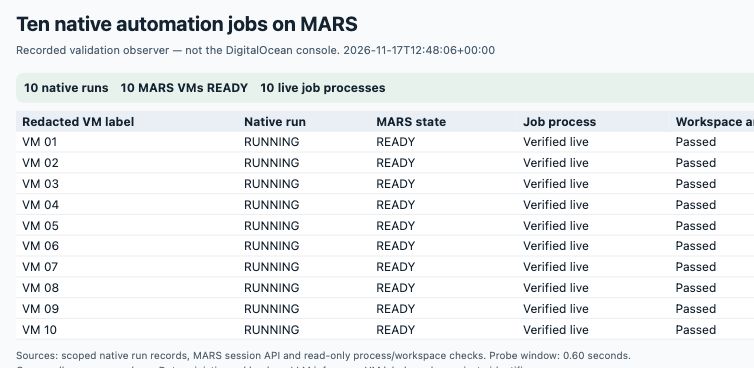 Ten native automation jobs on MARS
Recorded validation observer — not the DigitalOcean console. 2026-11-17T12:48:06+00:00
10 native runs 10 MARS VMs READY 10 live job processes
Redacted VM label Native run MARS state Job process Workspace
VM 01 RUNNING READY Verified live Passed
VM 02 RUNNING READY Verified live Passed
VM 03 RUNNING READY Verified live Passed
VM 04 RUNNING READY Verified live Passed
VM 05 RUNNING READY Verified live Passed
VM 06 RUNNING READY Verified live Passed
VM 07 RUNNING READY Verified live Passed
VM 08 RUNNING READY Verified live Passed
VM 09 RUNNING READY Verified live Passed
VM 10 RUNNING READY Verified live Passed
Sources: scoped native run records, MARS session API and read-only process/workspace checks. Probe window: 0.60 seconds.